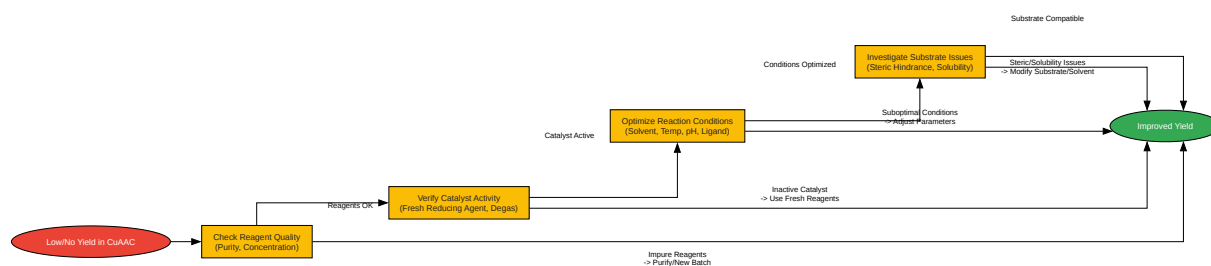 Substrate Compatible
Investigate Substrate Issues
(Steric Hindrance, Solubility)
Conditions Optimized
Steric/Solubility Issues
-> Modify Substrate/Solvent
Optimize Reaction Conditions
(Solvent, Temp, pH, Ligand)
Catalyst Active
Suboptimal Conditions
-> Adjust Parameters
Improved Yield
Verify Catalyst Activity
(Fresh Reducing Agent, Degas)
Reagents OK
Inactive Catalyst
-> Use Fresh Reagents
Low/No Yield in CuAAC
Check Reagent Quality
(Purity, Concentration)
Impure Reagents
-> Purify/New Batch